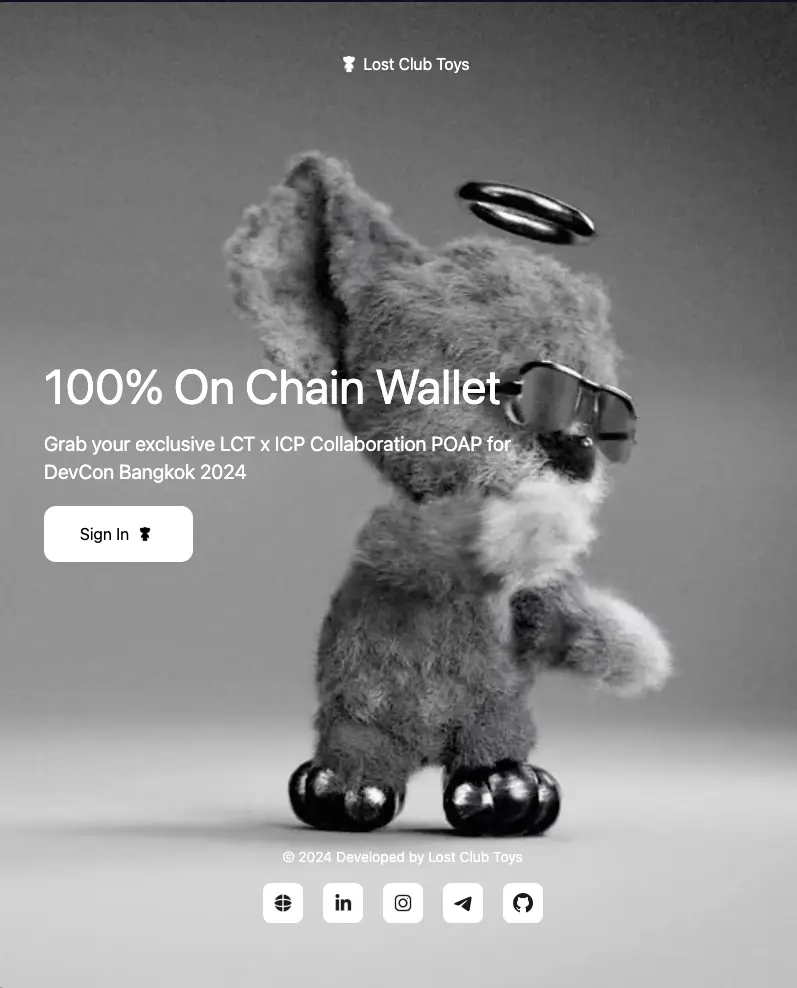 Lost Club Toys
100% On Chain Wallet
Grab your exclusive LCT x ICP Collaboration POAP for
DevCon Bangkok 2024
Sign In
© 2024 Developed by Lost Club Toys
in